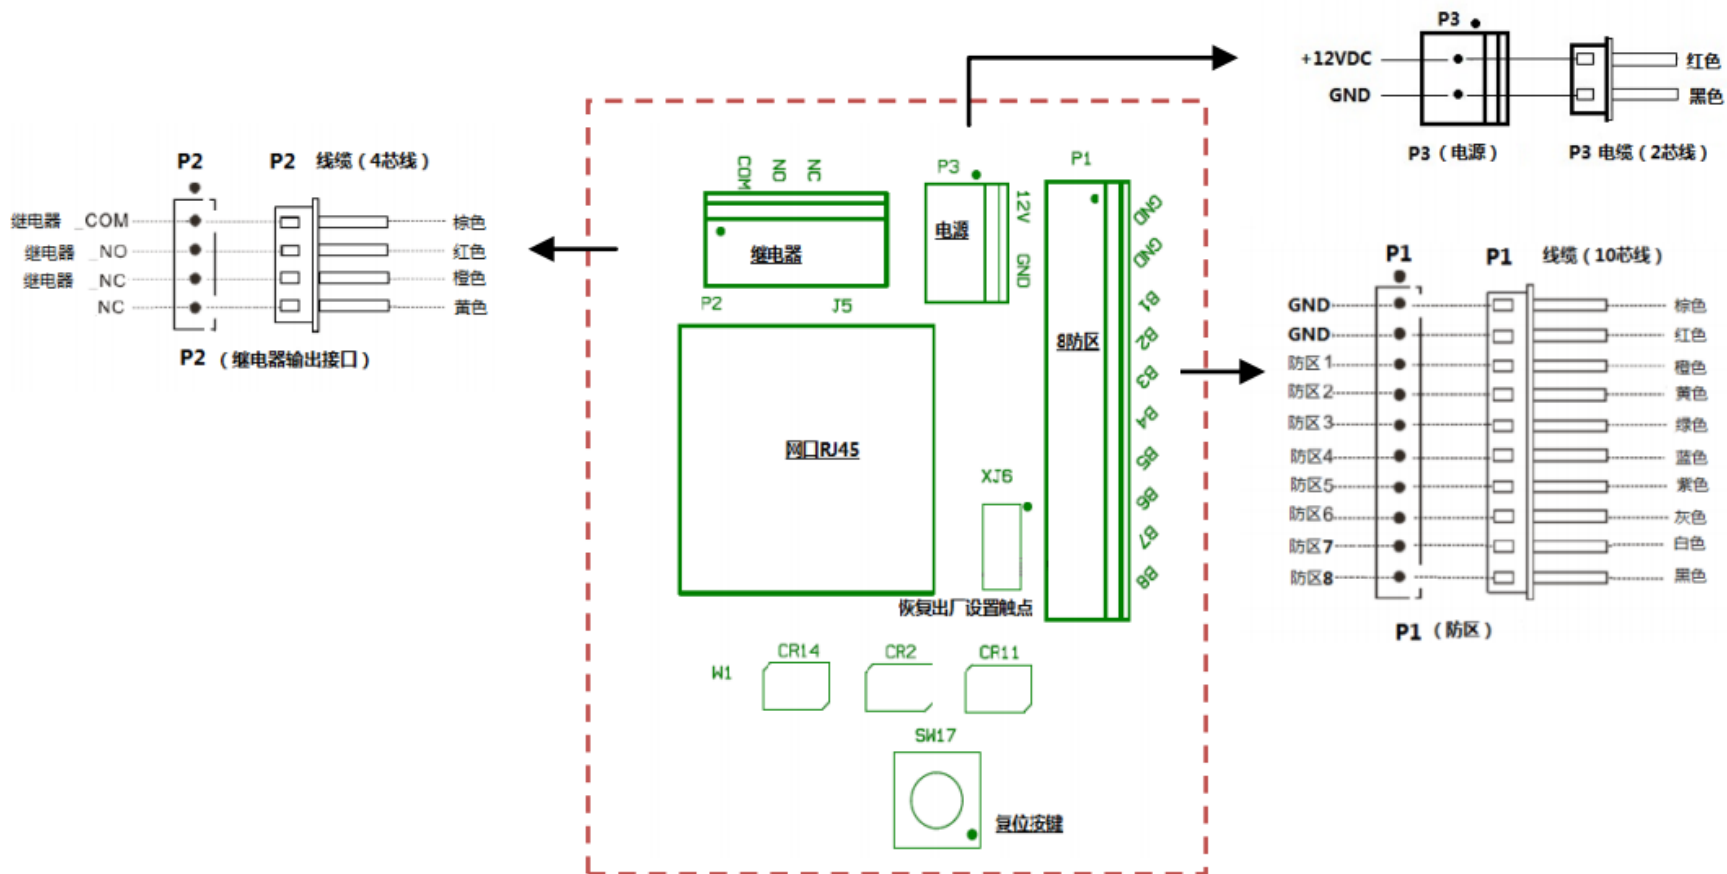 P2 P2 线缆（4芯线）
继电器 _COM 棕色
继电器 _NO 红色
继电器 _NC 橙色
NC 黄色
P2 （继电器输出接口）
COM NO NC
继电器
P2 J5
P3
电源
12V
GND
P1
8防区
GND
GND
B1
B2
B3
B4
B5
B6
B7
B8
网口RJ45
XJ6
恢复出厂设置触点
W1 CR14 CR2 CR11
SW17
复位按键
P3
+12VDC 红色
GND 黑色
P3（电源） P3 电缆（2芯线）
P1 P1 线缆（10芯线）
GND 棕色
GND 红色
防区1 橙色
防区2 黄色
防区3 绿色
防区4 蓝色
防区5 紫色
防区6 灰色
防区7 白色
防区8 黑色
P1（防区）